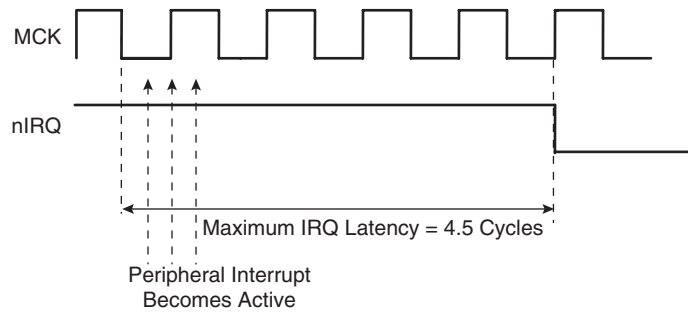 MCK
nIRQ
Maximum IRQ Latency = 4.5 Cycles
Peripheral Interrupt
Becomes Active